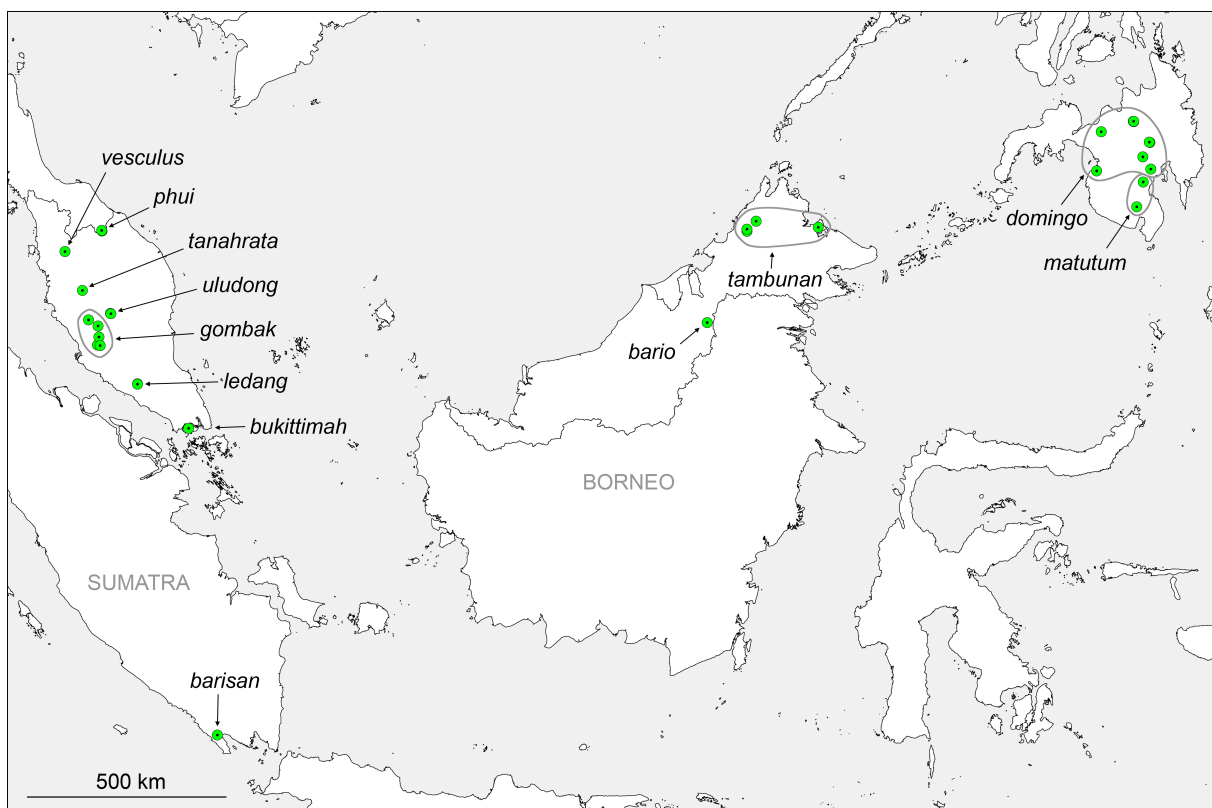 vesculus
phui
tanahrata
uludong
gombak
ledang
bukittimah
SUMATRA
barisan
500 km
BORNEO
bario
tambunan
domingo
matutum